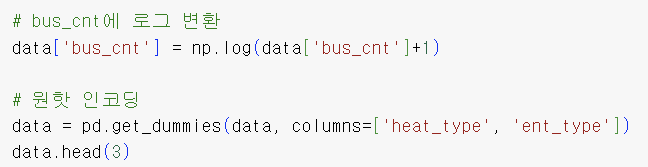 # bus_cnt에 로그 변환
data['bus_cnt'] = np.log(data['bus_cnt']+1)
# 원핫 인코딩
data = pd.get_dummies(data, columns=['heat_type', 'ent_type'])
data.head(3)